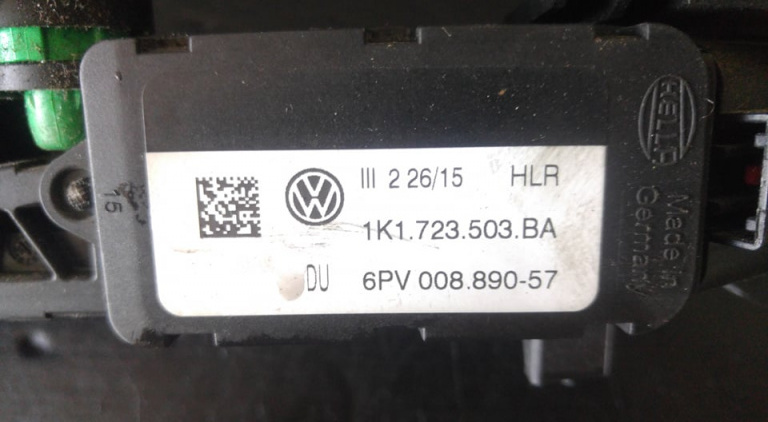 III 2 26/15 HLR
1K1.723.503.BA
DU 6PV 008.890-57
HELLA
Made in
Germany
15